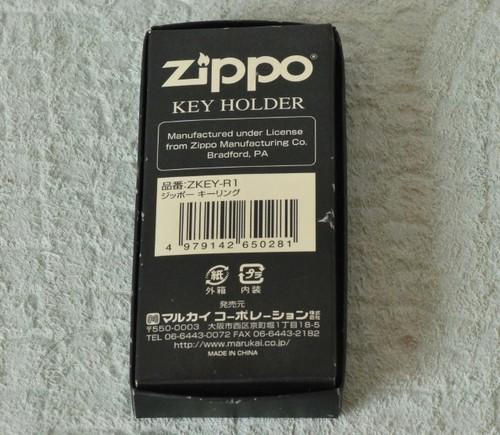 zippo®
KEY HOLDER
Manufactured under License
from Zippo Manufacturing Co.
Bradford, PA
品番:ZKEY-R1
ジッポー キーリング
4 979142 650281
紙 プラ
外箱 内装
発売元
マルカイ コーポレーション株式会社
〒550-0003 大阪市西区京町堀1丁目18-5
TEL 06-6443-0072 FAX 06-6443-2182
http://www.marukai.co.jp/
MADE IN CHINA